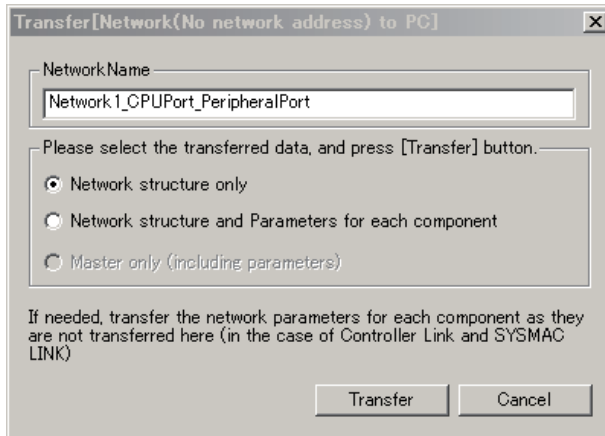 Transfer[Network(No network address) to PC]
NetworkName
Network1_CPUPort_PeripheralPort
Please select the transferred data, and press [Transfer] button.
Network structure only
Network structure and Parameters for each component
Master only (including parameters)
If needed, transfer the network parameters for each component as they
are not transferred here (in the case of Controller Link and SYSMAC
LINK)
Transfer Cancel